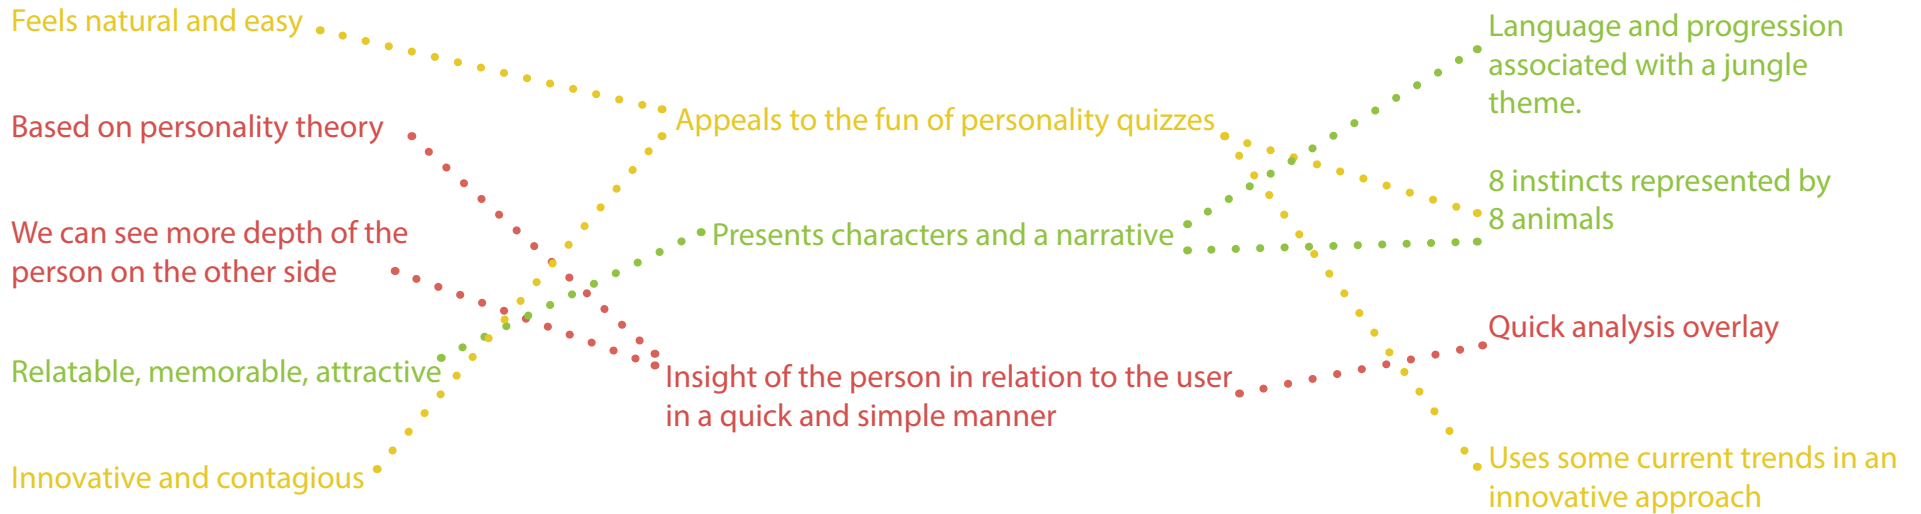 Feels natural and easy
Based on personality theory
We can see more depth of the
person on the other side
Relatable, memorable, attractive
Innovative and contagious
Appeals to the fun of personality quizzes
Presents characters and a narrative
Insight of the person in relation to the user
in a quick and simple manner
Language and progression
associated with a jungle
theme.
8 instincts represented by
8 animals
Quick analysis overlay
Uses some current trends in an
innovative approach